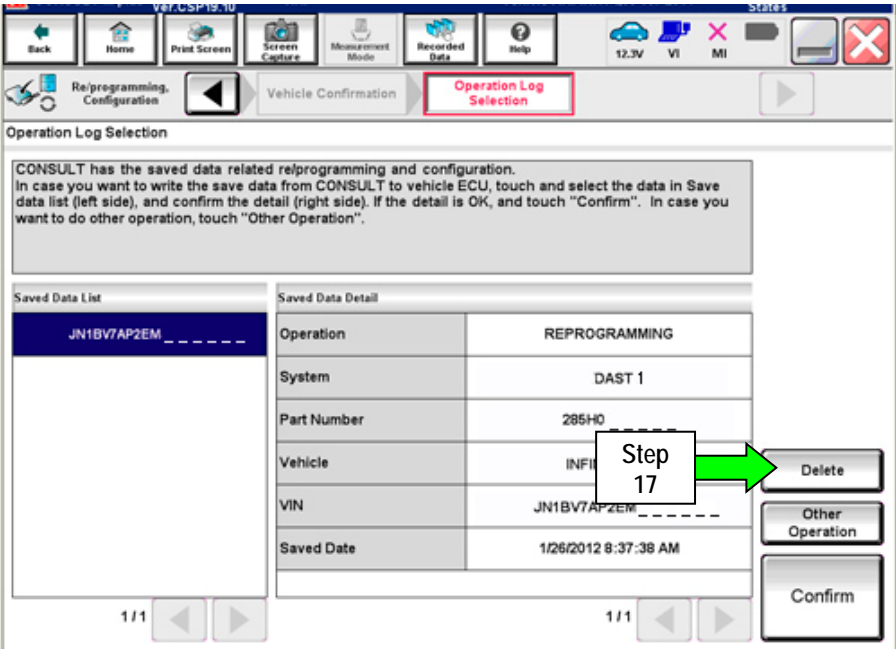 Ver.CSP19.10
States
Back
Home
Print Screen
Screen
Capture
Measurement
Mode
Recorded
Data
Help
12.3V
VI
MI
Re/programming,
Configuration
Vehicle Confirmation
Operation Log
Selection
Operation Log Selection
CONSULT has the saved data related re/programming and configuration.
In case you want to write the save data from CONSULT to vehicle ECU, touch and select the data in Save
data list (left side), and confirm the detail (right side). If the detail is OK, and touch "Confirm". In case you
want to do other operation, touch "Other Operation".
Saved Data List
Saved Data Detail
JN1BV7AP2EM_ _ _ _ _ _
Operation
REPROGRAMMING
System
DAST 1
Part Number
285H0_ _ _ _ _
Vehicle
INFI
Step
17
Delete
VIN
JN1BV7AP2EM_ _ _ _ _ _
Other
Operation
Saved Date
1/26/2012 8:37:38 AM
Confirm
1/1
1/1